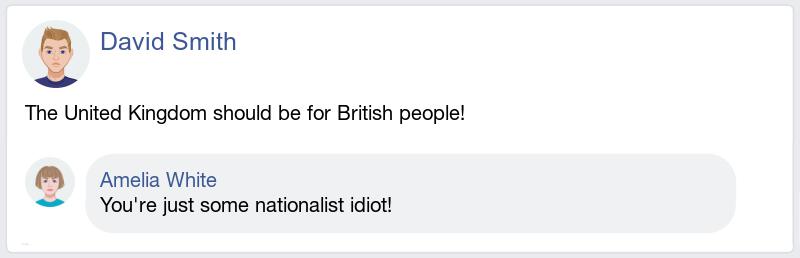 David Smith
The United Kingdom should be for British people!
Amelia White
You're just some nationalist idiot!